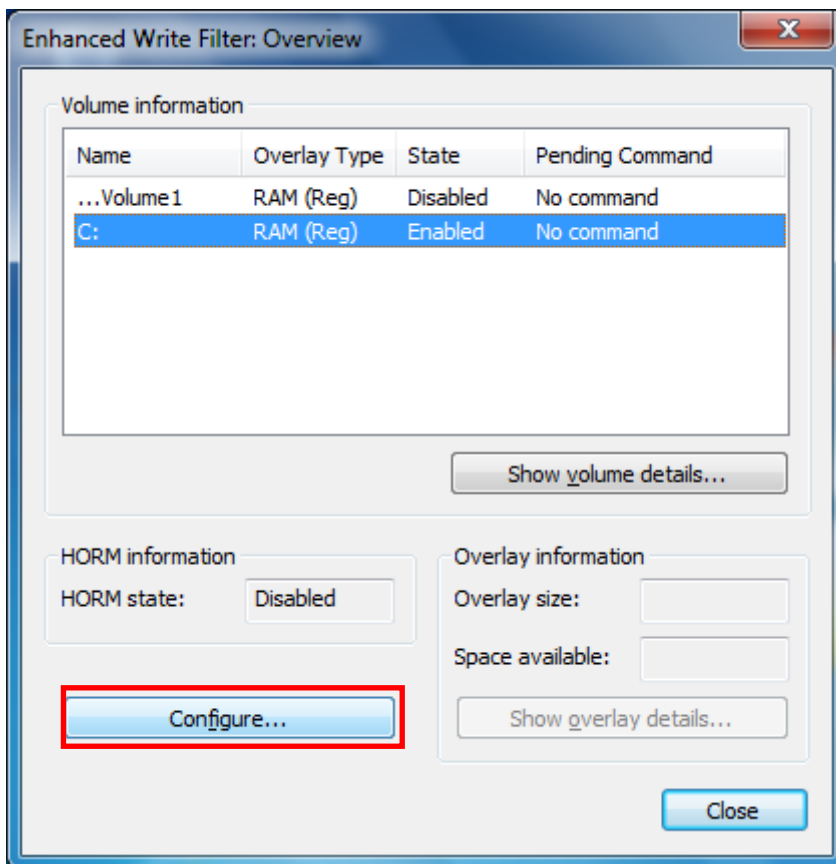 Enhanced Write Filter: Overview
Volume information
Name Overlay Type State Pending Command
...Volume1 RAM (Reg) Disabled No command
C: RAM (Reg) Enabled No command
Show volume details...
HORM information
HORM state: Disabled
Overlay information
Overlay size:
Space available:
Configure...
Show overlay details...
Close